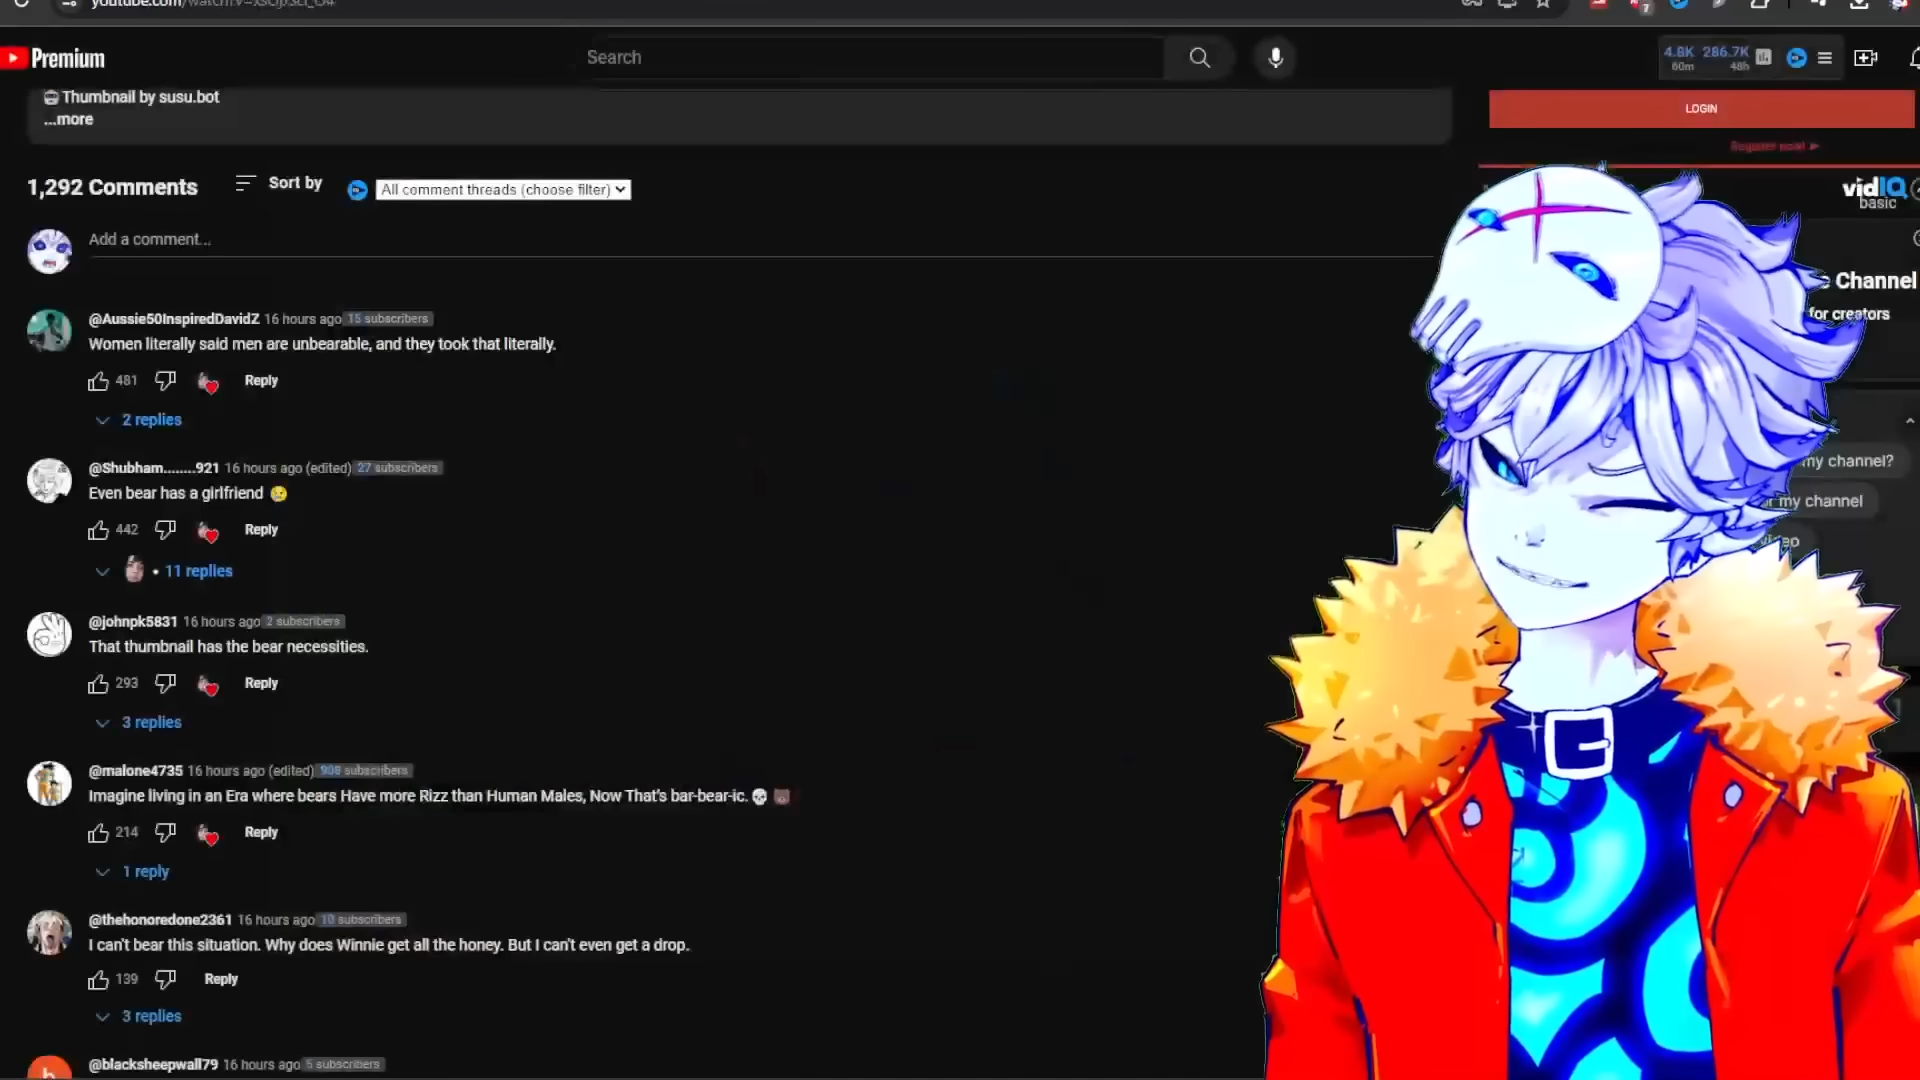 Premium
Search
4.8K 286.7K
60m 48h
Thumbnail by susu.bot
...more
LOGIN
Register now! ►
1,292 Comments
Sort by
All comment threads (choose filter)
vidIQ
basic
Add a comment...
Channel
for creators
@Aussie50InspiredDavidZ 16 hours ago 15 subscribers
Women literally said men are unbearable, and they took that literally.
481
Reply
2 replies
my channel?
@Shubham........921 16 hours ago (edited) 27 subscribers
Even bear has a girlfriend 😢
my channel
442
Reply
11 replies
@johnpk5831 16 hours ago 2 subscribers
That thumbnail has the bear necessities.
293
Reply
3 replies
@malone4735 16 hours ago (edited) 908 subscribers
Imagine living in an Era where bears Have more Rizz than Human Males, Now That's bar-bear-ic. 💀 🐻
214
Reply
1 reply
@thehonoredone2361 16 hours ago 10 subscribers
I can't bear this situation. Why does Winnie get all the honey. But I can't even get a drop.
139
Reply
3 replies
@blacksheepwall79 16 hours ago 5 subscribers